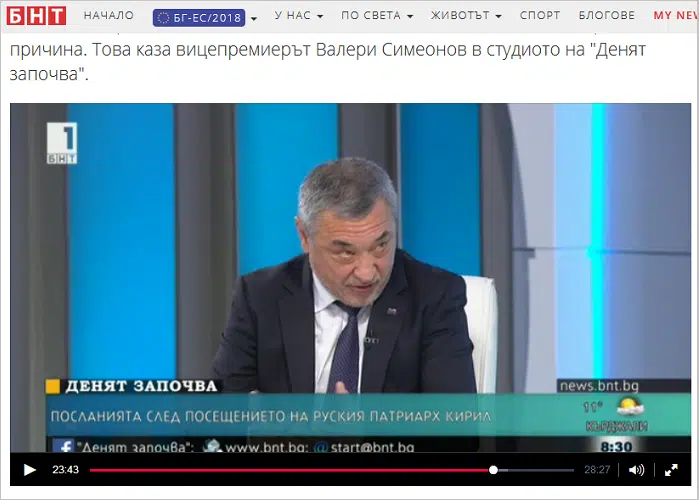 БНТ НАЧАЛО БГ-ЕС/2018 У НАС ПО СВЕТА ЖИВОТЪТ СПОРТ БЛОГОВЕ MY NEW
причина. Това каза вицепремиерът Валери Симеонов в студиото на "Денят
започва".
1
БНТ
ДЕНЯТ ЗАПОЧВА
news.bnt.bg
ПОСЛАНИЯТА СЛЕД ПОСЕЩЕНИЕТО НА РУСКИЯ ПАТРИАРХ КИРИЛ
11°
КЪРДЖАЛИ
"Денят започва": www.bnt.bg; @start@bnt.bg
8:30
23:43 28:27